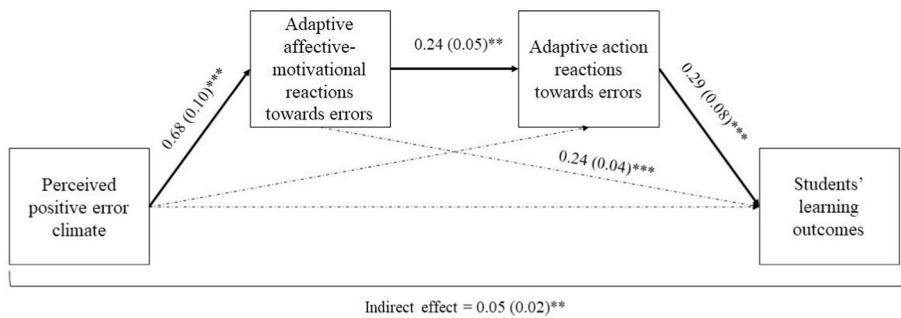 Adaptive
affective-
motivational
reactions
towards errors
0.24 (0.05)**
Adaptive action
reactions
towards errors
0.68 (0.10)***
0.29 (0.08)***
0.24 (0.04)***
Perceived
positive error
climate
Students’
learning
outcomes
Indirect effect = 0.05 (0.02)**